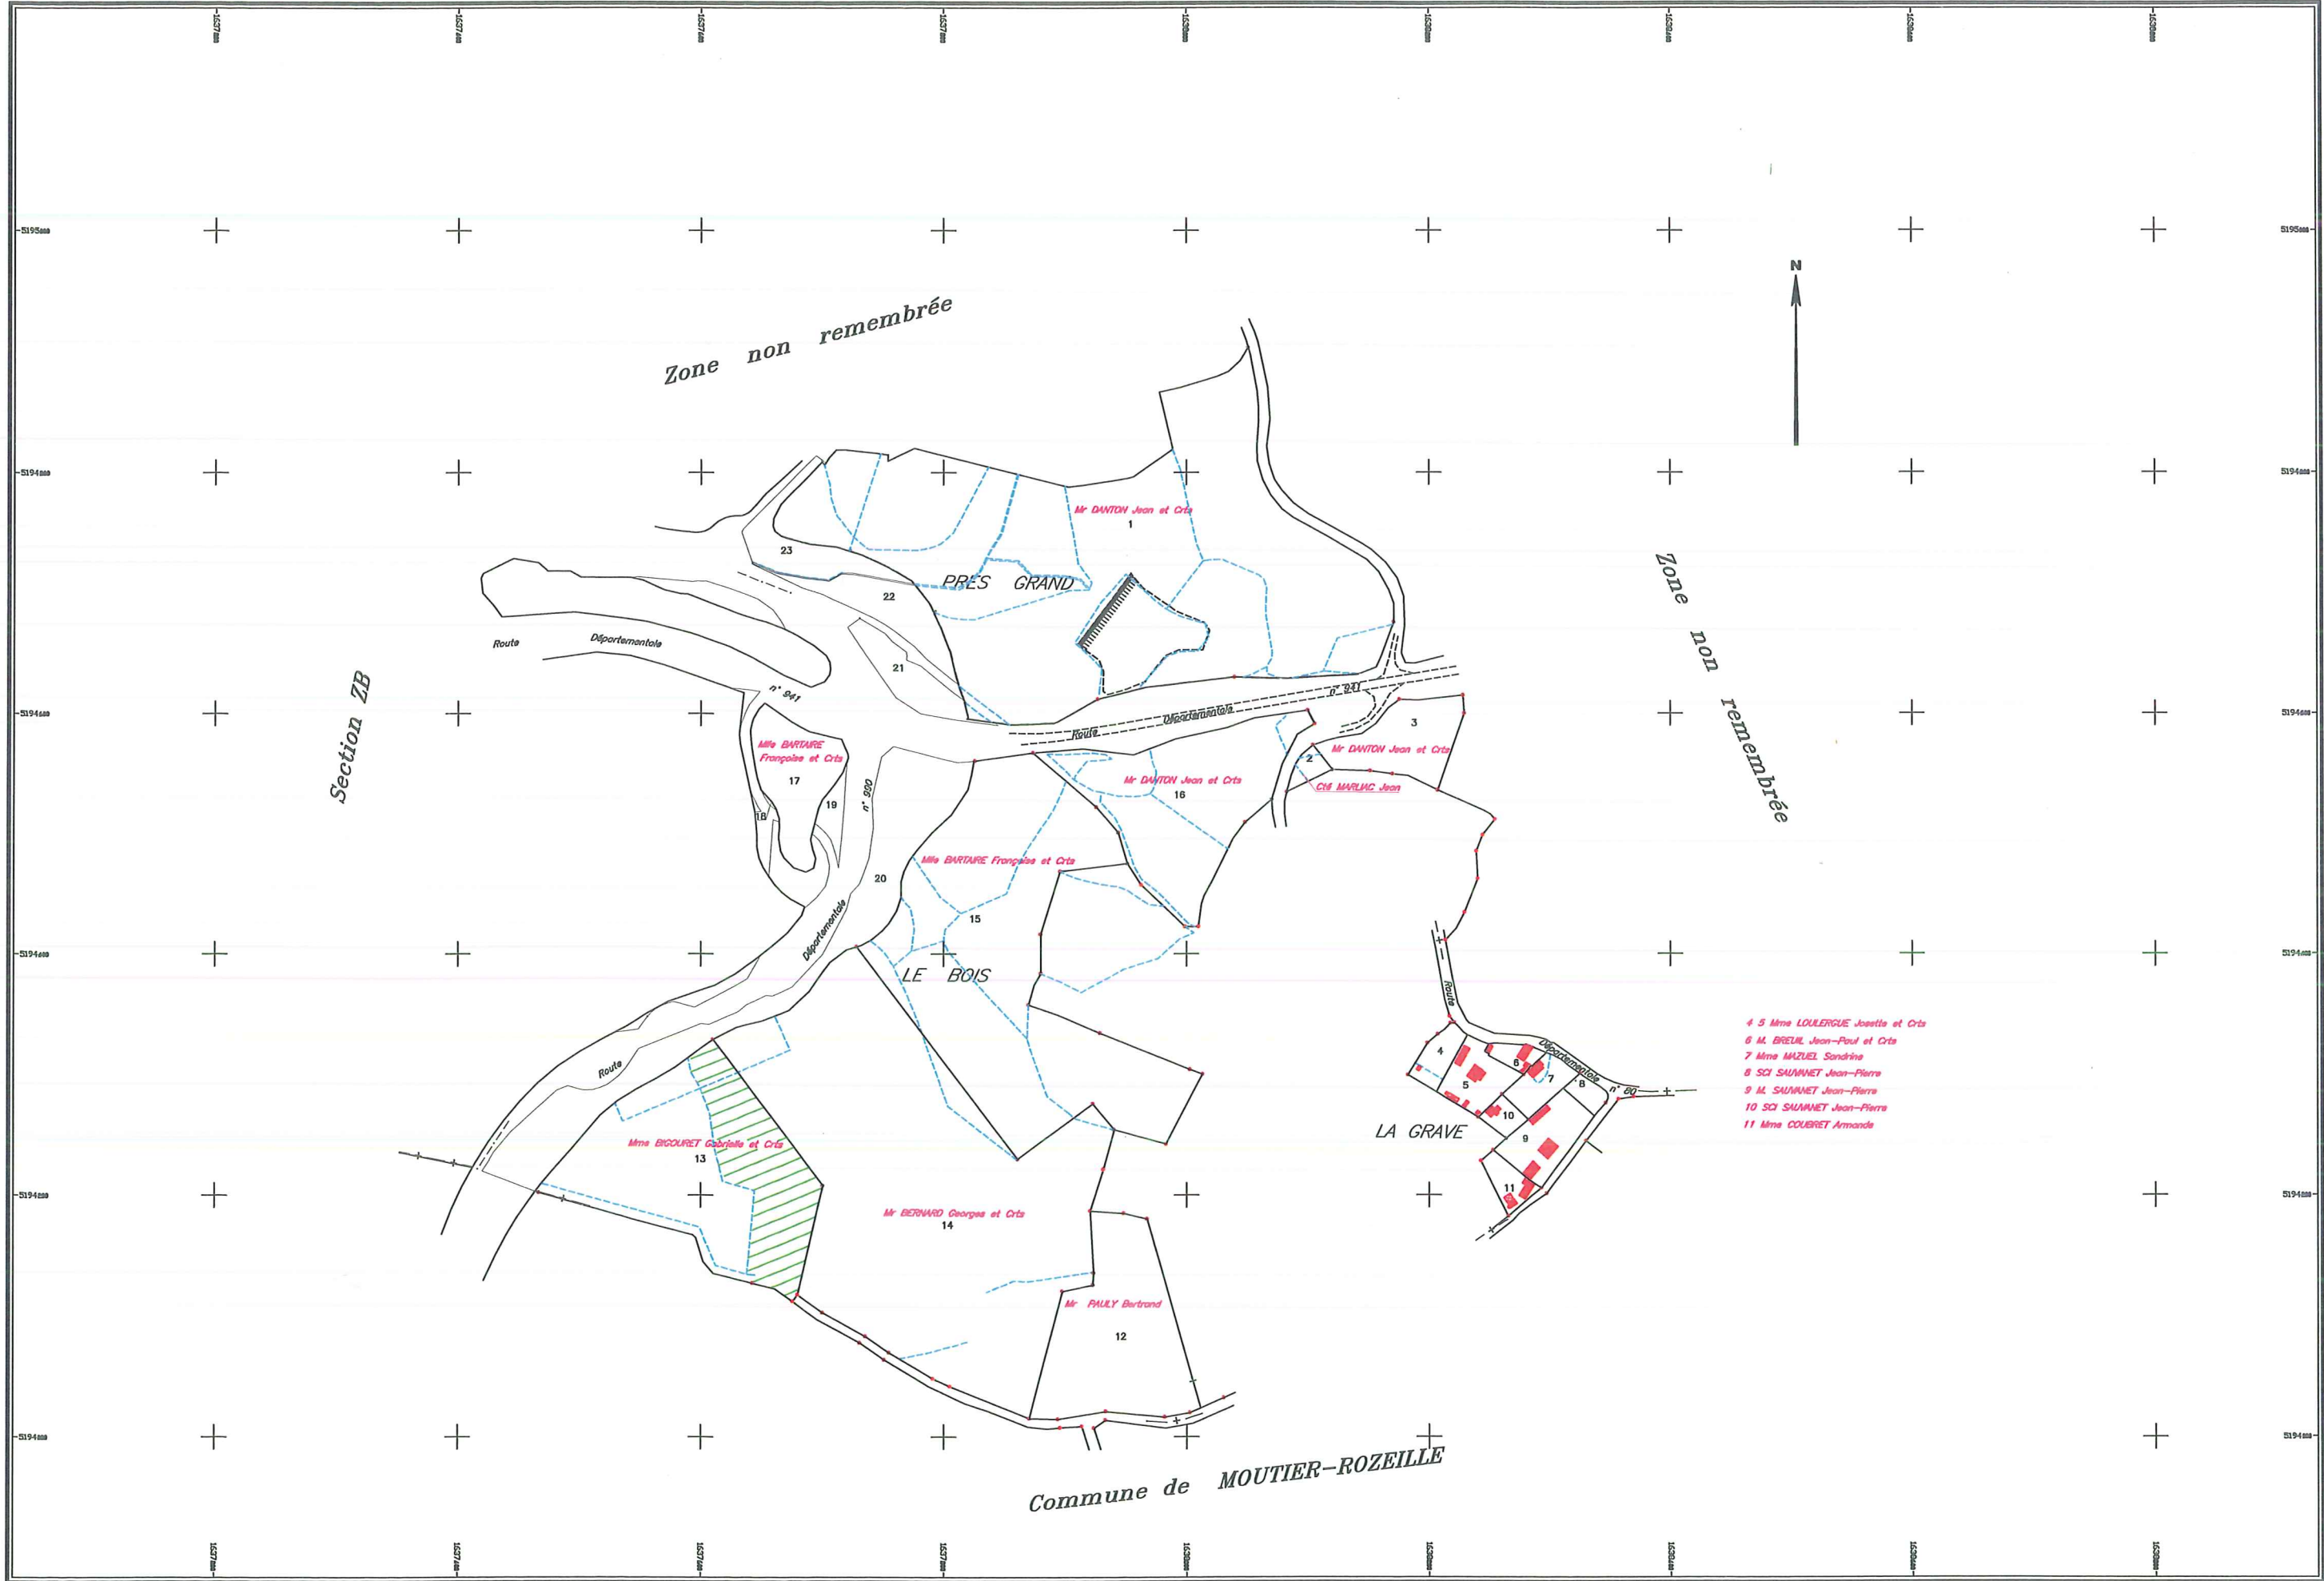 N
Zone non remembrée
Mr DANTON Jean et Crts
1
23
PRES GRAND
22
Zone non remembrée
Route Départementale
21
Section ZB
n° 941
n° 941
Route Départementale
3
Mlle BARTAIRE
Françoise et Crts
17
Mr DANTON Jean et Crts
2
Mr DANTON Jean et Crts
16
Cté MARLIAC Jean
19
18
Mlle BARTAIRE Françoise et Crts
20
15
Départementale
LE BOIS
Route
4 5 Mme LOULERGUE Josette et Crts
6 M. BREUIL Jean-Paul et Crts
7 Mme MAZUEL Sandrine
8 SCI SAUVANET Jean-Pierre
9 M. SAUVANET Jean-Pierre
10 SCI SAUVANET Jean-Pierre
11 Mme COUBRET Armande
Départementale
n° 80
4
6
5
7
8
10
9
11
LA GRAVE
Route
Mme BIGOURET Gabrielle et Crts
13
Mr BERNARD Georges et Crts
14
Mr PAULY Bertrand
12
Commune de MOUTIER-ROZEILLE